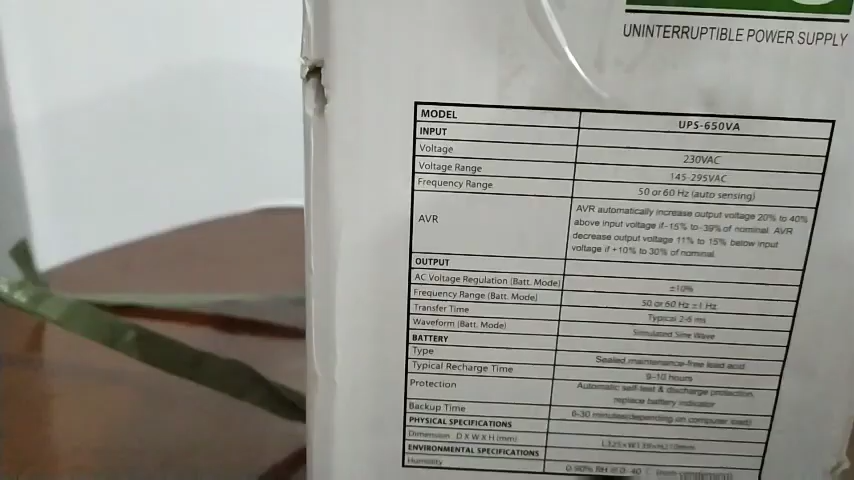 UNINTERRUPTIBLE POWER SUPPLY
MODEL UPS-650VA
INPUT
Voltage 230VAC
Voltage Range 145-295VAC
Frequency Range 50 or 60 Hz (auto sensing)
AVR
AVR automatically increase output voltage 20% to 40%
above input voltage if -15% to -39% of nominal. AVR
decrease output voltage 11% to 15% below input
voltage if +10% to 30% of nominal.
OUTPUT
AC Voltage Regulation (Batt. Mode) ±10%
Frequency Range (Batt. Mode) 50 or 60 Hz ±1 Hz
Transfer Time Typical 2-6 ms
Waveform (Batt. Mode) Simulated Sine Wave
BATTERY
Type Sealed, maintenance-free lead acid
Typical Recharge Time 8-10 hours
Protection Automatic self-test & discharge protection,
replace battery indicator
Backup Time 6-30 minutes(depending on computer load)
PHYSICAL SPECIFICATIONS
Dimension D X W X H (mm)
ENVIRONMENTAL SPECIFICATIONS
Humidity